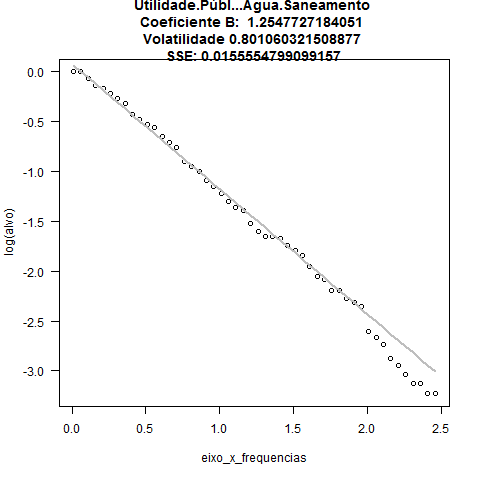 Utilidade.Públ...Água.Saneamento
Coeficiente B:  1.2547727184051
Volatilidade 0.801060321508877
SSE: 0.0155554799099157
0.0
-0.5
-1.0
-1.5
-2.0
-2.5
-3.0
log(alvo)
0.0 0.5 1.0 1.5 2.0 2.5
eixo_x_frequencias